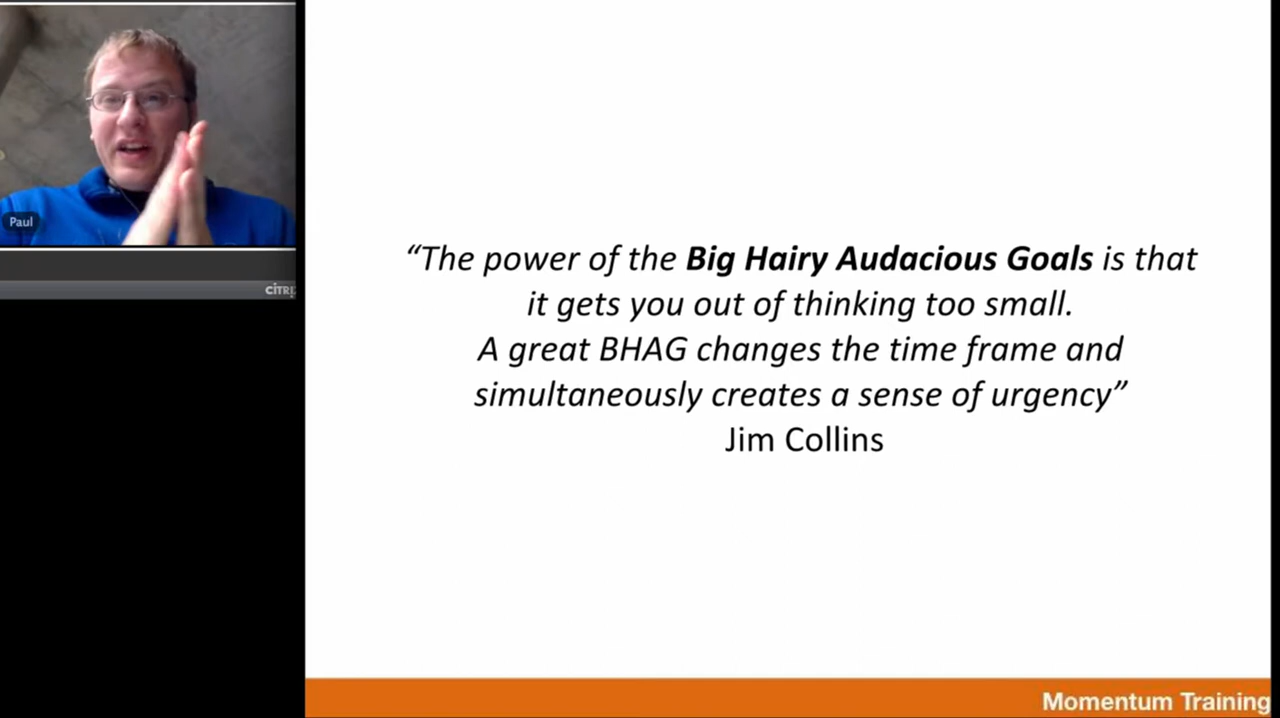 Paul
“The power of the Big Hairy Audacious Goals is that
it gets you out of thinking too small.
A great BHAG changes the time frame and
simultaneously creates a sense of urgency”
Jim Collins
Momentum Training